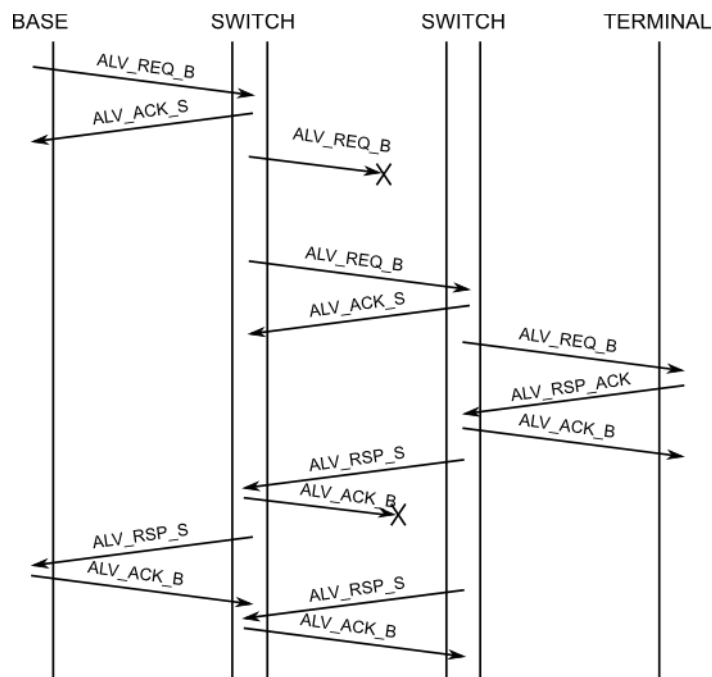 BASE SWITCH SWITCH TERMINAL
ALV_REQ_B
ALV_ACK_S
ALV_REQ_B
ALV_REQ_B
ALV_ACK_S
ALV_REQ_B
ALV_RSP_ACK
ALV_ACK_B
ALV_RSP_S
ALV_ACK_B
ALV_RSP_S
ALV_ACK_B
ALV_RSP_S
ALV_ACK_B